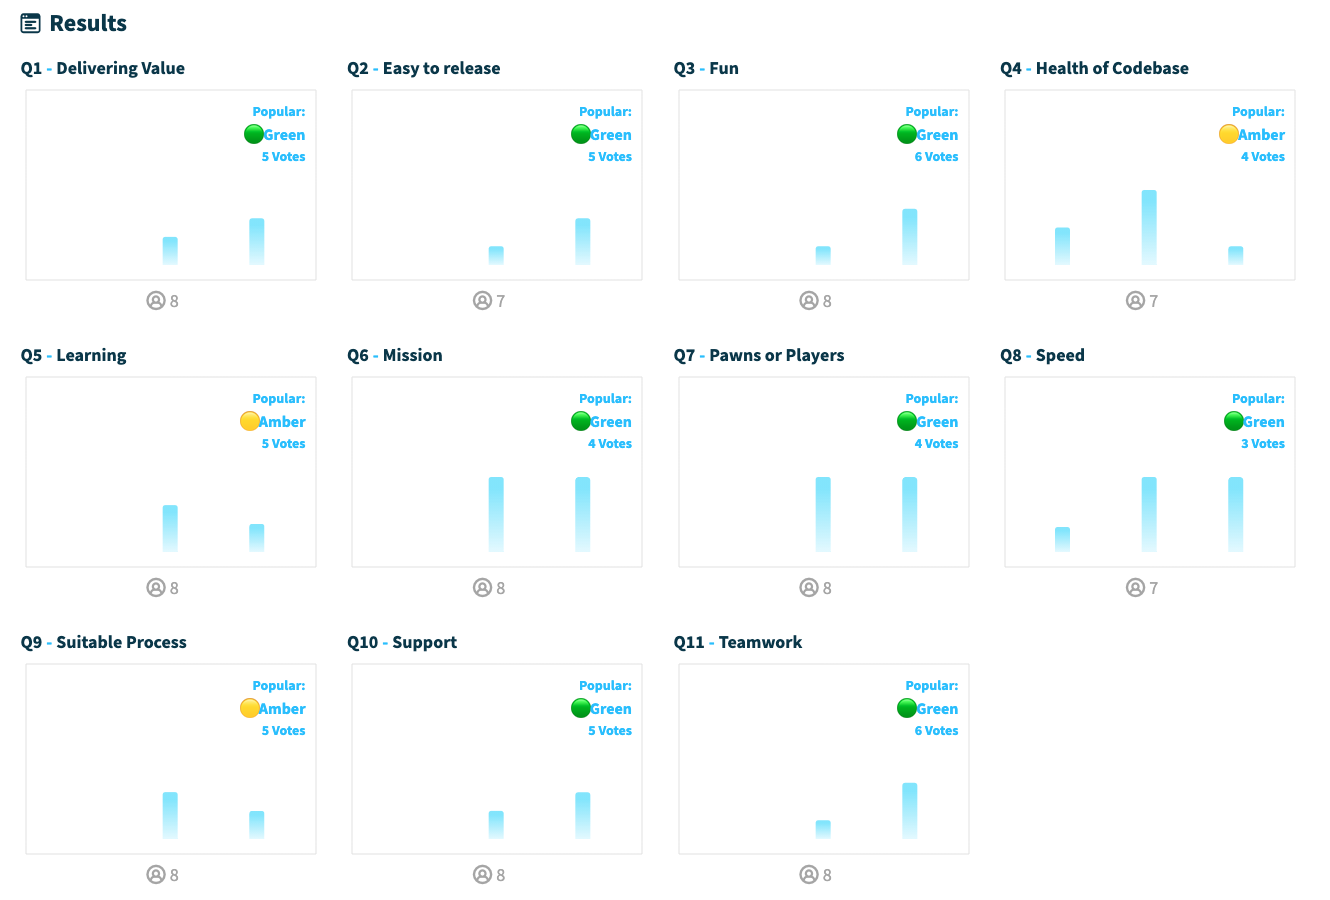 Results
Q1 - Delivering Value
Popular:
Green
5 Votes
8
Q2 - Easy to release
Popular:
Green
5 Votes
7
Q3 - Fun
Popular:
Green
6 Votes
8
Q4 - Health of Codebase
Popular:
Amber
4 Votes
7
Q5 - Learning
Popular:
Amber
5 Votes
8
Q6 - Mission
Popular:
Green
4 Votes
8
Q7 - Pawns or Players
Popular:
Green
4 Votes
8
Q8 - Speed
Popular:
Green
3 Votes
7
Q9 - Suitable Process
Popular:
Amber
5 Votes
8
Q10 - Support
Popular:
Green
5 Votes
8
Q11 - Teamwork
Popular:
Green
6 Votes
8